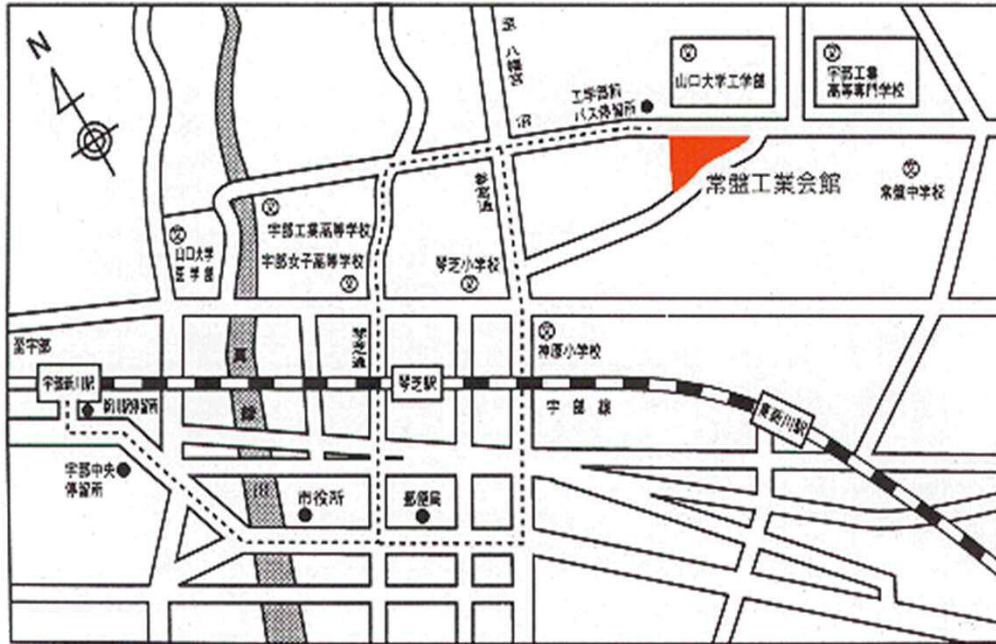 N
至八幡宮
工学部前
バス停留所
山口大学工学部
宇部工業
高等専門学校
常盤工業会館
常盤中学校
宇部工業高等学校
宇部女子高等学校
山口大学
医学部
琴芝小学校
琴芝通
神原小学校
至宇部
宇部新川駅
新川駅停留所
琴芝駅
宇部線
東新川駅
真
締
川
宇部中央
停留所
市役所
郵便局